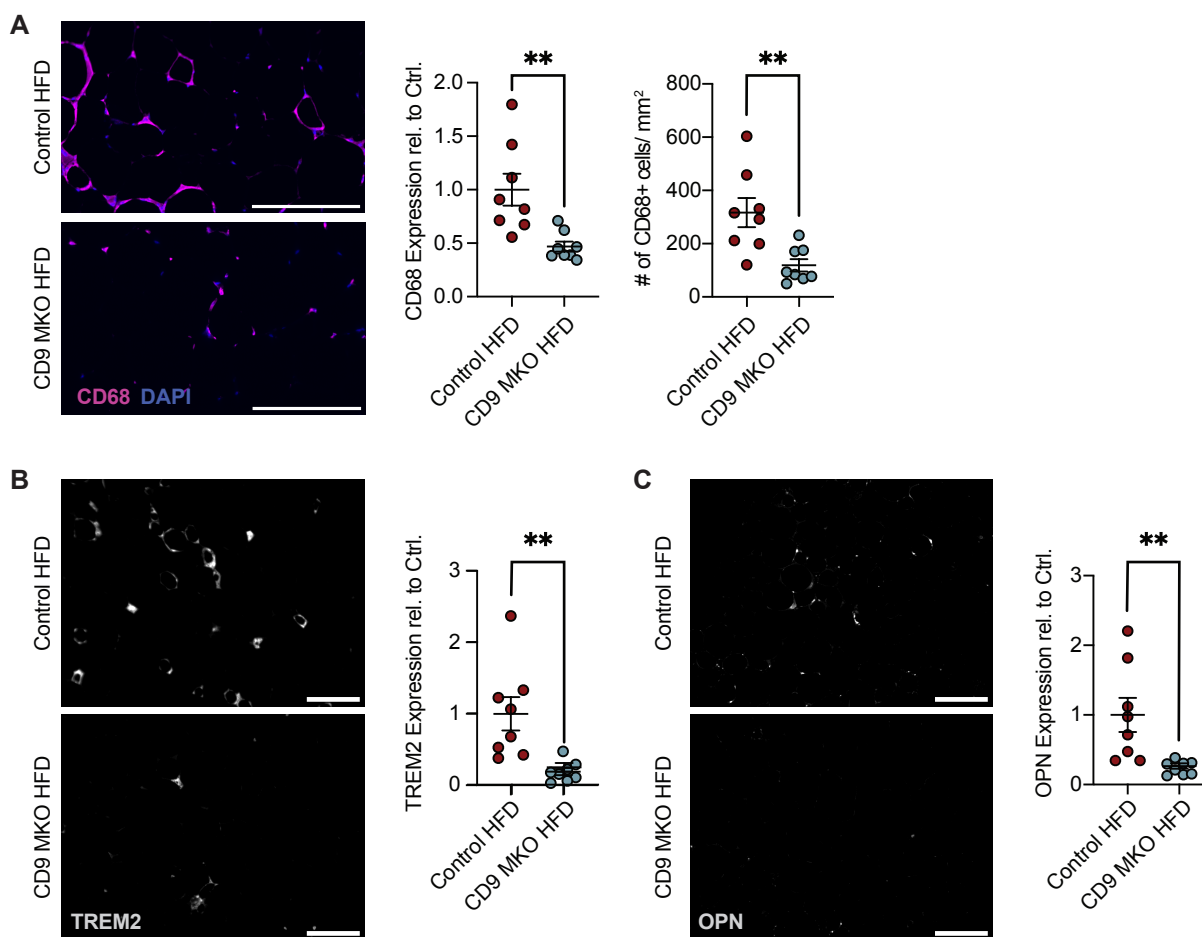 A
Control HFD
CD9 MKO HFD
CD68 DAPI
CD68 Expression rel. to Ctrl.
2.0
1.5
1.0
0.5
0.0
**
Control HFD
CD9 MKO HFD
# of CD68+ cells/ mm²
800
600
400
200
0
**
Control HFD
CD9 MKO HFD
B
Control HFD
CD9 MKO HFD
TREM2
TREM2 Expression rel. to Ctrl.
3
2
1
0
**
Control HFD
CD9 MKO HFD
C
Control HFD
CD9 MKO HFD
OPN
OPN Expression rel. to Ctrl.
3
2
1
0
**
Control HFD
CD9 MKO HFD